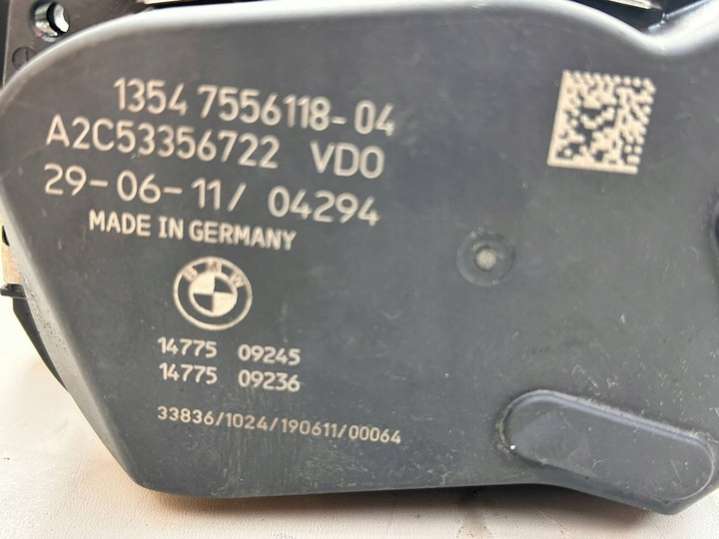 1354 7556118-04
A2C53356722 VDO
29-06-11/ 04294
MADE IN GERMANY
BMW
14775 09245
14775 09236
33836/1024/190611/00064